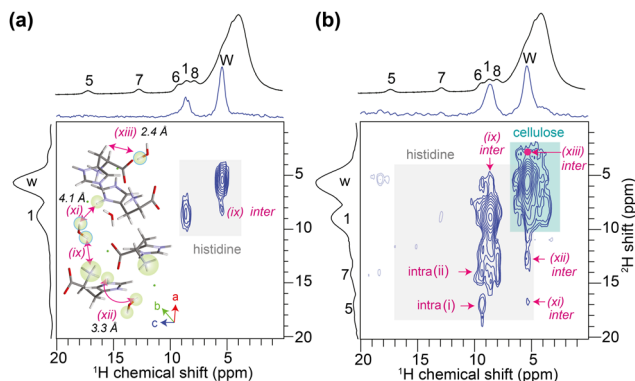 (a)
5 7 6 1 8 W
W
1
(xiii) 2.4 Å
4.1 Å
(xi)
(ix)
(xii)
3.3 Å
a
b
c
(ix) inter
histidine
20 15 10 5
5
10
15
20
¹H chemical shift (ppm)
(b)
5 7 6 1 8 W
W
1
7
5
histidine
(ix)
inter
cellulose
(xiii)
inter
intra (ii)
(xii)
inter
intra (i)
(xi)
inter
20 15 10 5
5
10
15
20
¹H chemical shift (ppm)
²H shift (ppm)